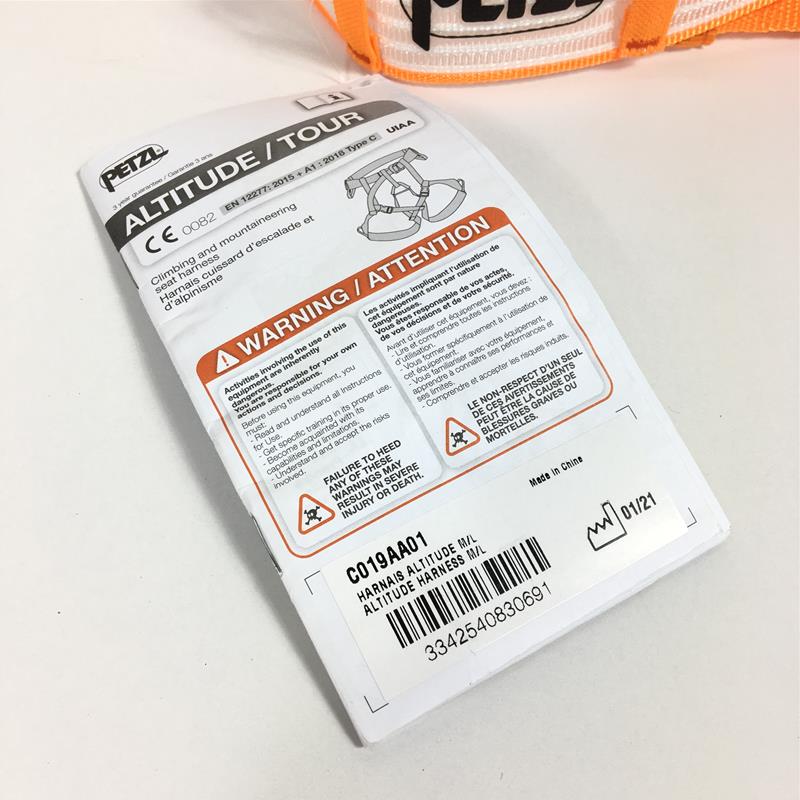 PETZL
PETZL
3 year guarantee / Garantie 3 ans
ALTITUDE / TOUR
CE 0082 EN 12277: 2015 + A1 : 2018 Type C UIAA
Climbing and mountaineering
seat harness
Harnais cuissard d'escalade et
d'alpinisme
WARNING / ATTENTION
Activities involving the use of this
equipment are inherently
dangerous.
You are responsible for your own
actions and decisions.
Before using this equipment, you
must:
- Read and understand all instructions
for Use.
- Get specific training in its proper use.
- Become acquainted with its
capabilities and limitations.
- Understand and accept the risks
involved.
FAILURE TO HEED
ANY OF THESE
WARNINGS MAY
RESULT IN SEVERE
INJURY OR DEATH.
Les activités impliquant l'utilisation de
cet équipement sont par nature
dangereuses.
Vous êtes responsable de vos actes,
de vos décisions et de votre sécurité.
Avant d'utiliser cet équipement, vous devez :
- Lire et comprendre toutes les instructions
d'utilisation.
- Vous former spécifiquement à l'utilisation de
cet équipement.
- Vous familiariser avec votre équipement,
apprendre à connaître ses performances et
ses limites.
- Comprendre et accepter les risques induits.
LE NON-RESPECT D'UN SEUL
DE CES AVERTISSEMENTS
PEUT ÊTRE LA CAUSE DE
BLESSURES GRAVES OU
MORTELLES.
Made in China
C019AA01
01/21
HARNAIS ALTITUDE M/L
ALTITUDE HARNESS M/L
3342540830691